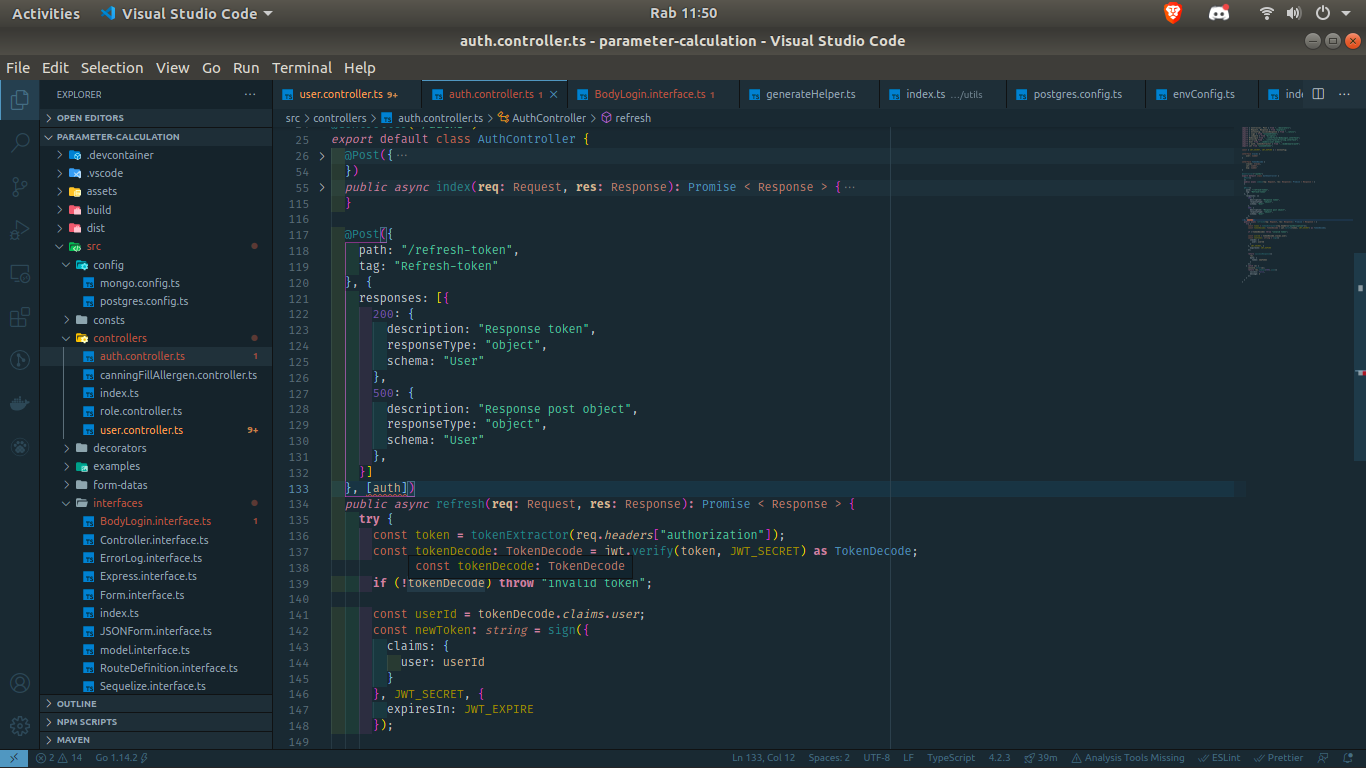 Activities
Visual Studio Code
Rab 11:50
auth.controller.ts - parameter-calculation - Visual Studio Code
File Edit Selection View Go Run Terminal Help
EXPLORER
user.controller.ts 9+
auth.controller.ts 1
BodyLogin.interface.ts 1
generateHelper.ts
index.ts .../utils
postgres.config.ts
envConfig.ts
OPEN EDITORS
PARAMETER-CALCULATION
.devcontainer
.vscode
assets
build
dist
src
config
mongo.config.ts
postgres.config.ts
consts
controllers
auth.controller.ts 1
canningFillAllergen.controller.ts
index.ts
role.controller.ts
user.controller.ts 9+
decorators
examples
form-datas
interfaces
BodyLogin.interface.ts 1
Controller.interface.ts
ErrorLog.interface.ts
Express.interface.ts
Form.interface.ts
index.ts
JSONForm.interface.ts
model.interface.ts
RouteDefinition.interface.ts
Sequelize.interface.ts
OUTLINE
NPM SCRIPTS
MAVEN
src > controllers > auth.controller.ts > AuthController > refresh
25 export default class AuthController {
26 @Post({ ...
54 })
55 public async index(req: Request, res: Response): Promise < Response > { ...
115 }
116
117 @Post({
118 path: "/refresh-token",
119 tag: "Refresh-token"
120 }, {
121 responses: [{
122 200: {
123 description: "Response token",
124 responseType: "object",
125 schema: "User"
126 },
127 500: {
128 description: "Response post object",
129 responseType: "object",
130 schema: "User"
131 },
132 }]
133 }, [auth])
134 public async refresh(req: Request, res: Response): Promise < Response > {
135 try {
136 const token = tokenExtractor(req.headers["authorization"]);
137 const tokenDecode: TokenDecode = jwt.verify(token, JWT_SECRET) as TokenDecode;
138 const tokenDecode: TokenDecode
139 if (!tokenDecode) throw "invalid token";
140
141 const userId = tokenDecode.claims.user;
142 const newToken: string = sign({
143 claims: {
144 user: userId
145 }
146 }, JWT_SECRET, {
147 expiresIn: JWT_EXPIRE
148 });
149
2 14 Go 1.14.2
Ln 133, Col 12 Spaces: 2 UTF-8 LF TypeScript 4.2.3 39m Analysis Tools Missing ESLint Prettier